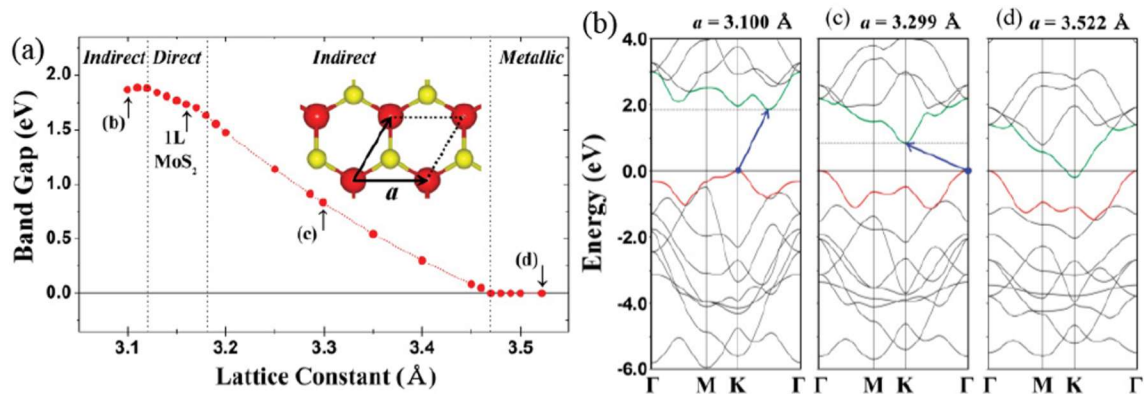 (a)
Indirect Direct Indirect Metallic
Band Gap (eV)
2.0
1.5
1.0
0.5
0.0
(b)
1L
MoS2
(c)
(d)
a
3.1 3.2 3.3 3.4 3.5
Lattice Constant (Å)
(b) a = 3.100 Å (c) a = 3.299 Å (d) a = 3.522 Å
Energy (eV)
4.0
2.0
0.0
-2.0
-4.0
-6.0
Γ M K Γ M K Γ Γ M K Γ